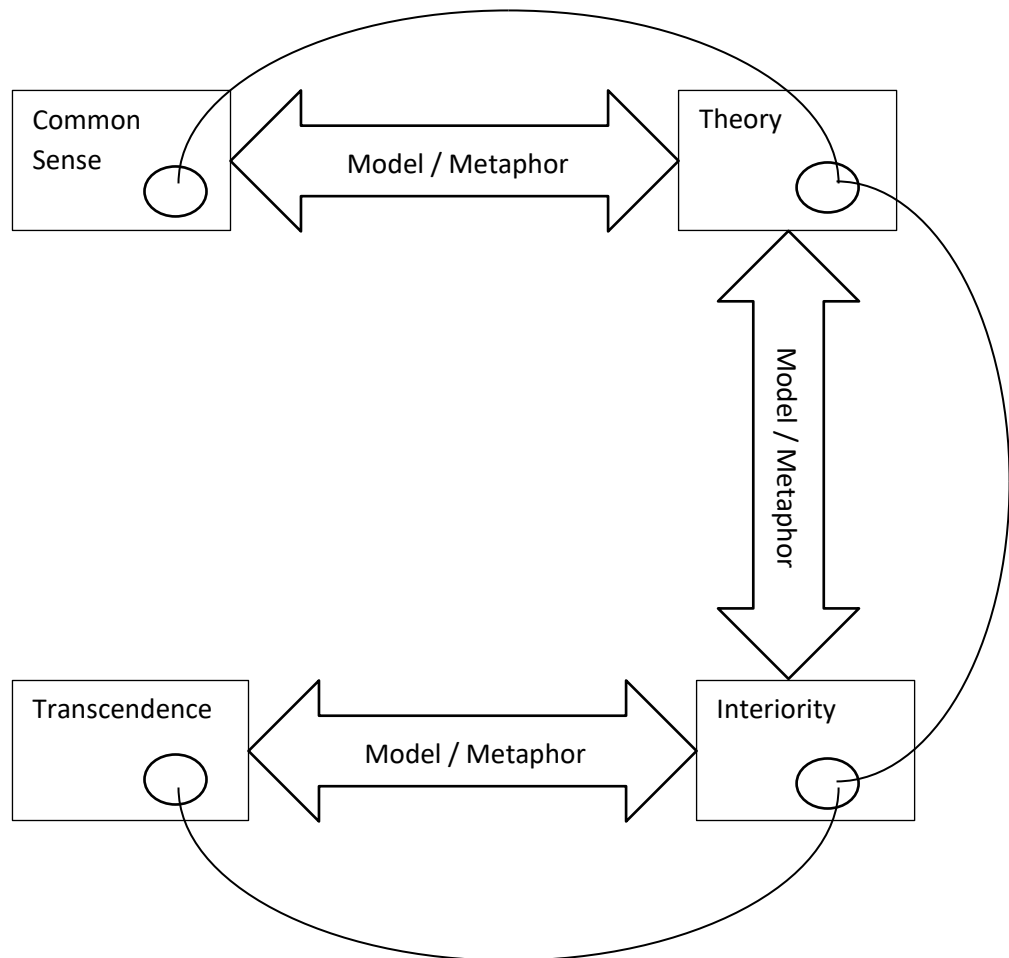 Common
Sense
Model / Metaphor
Theory
Model / Metaphor
Transcendence
Model / Metaphor
Interiority